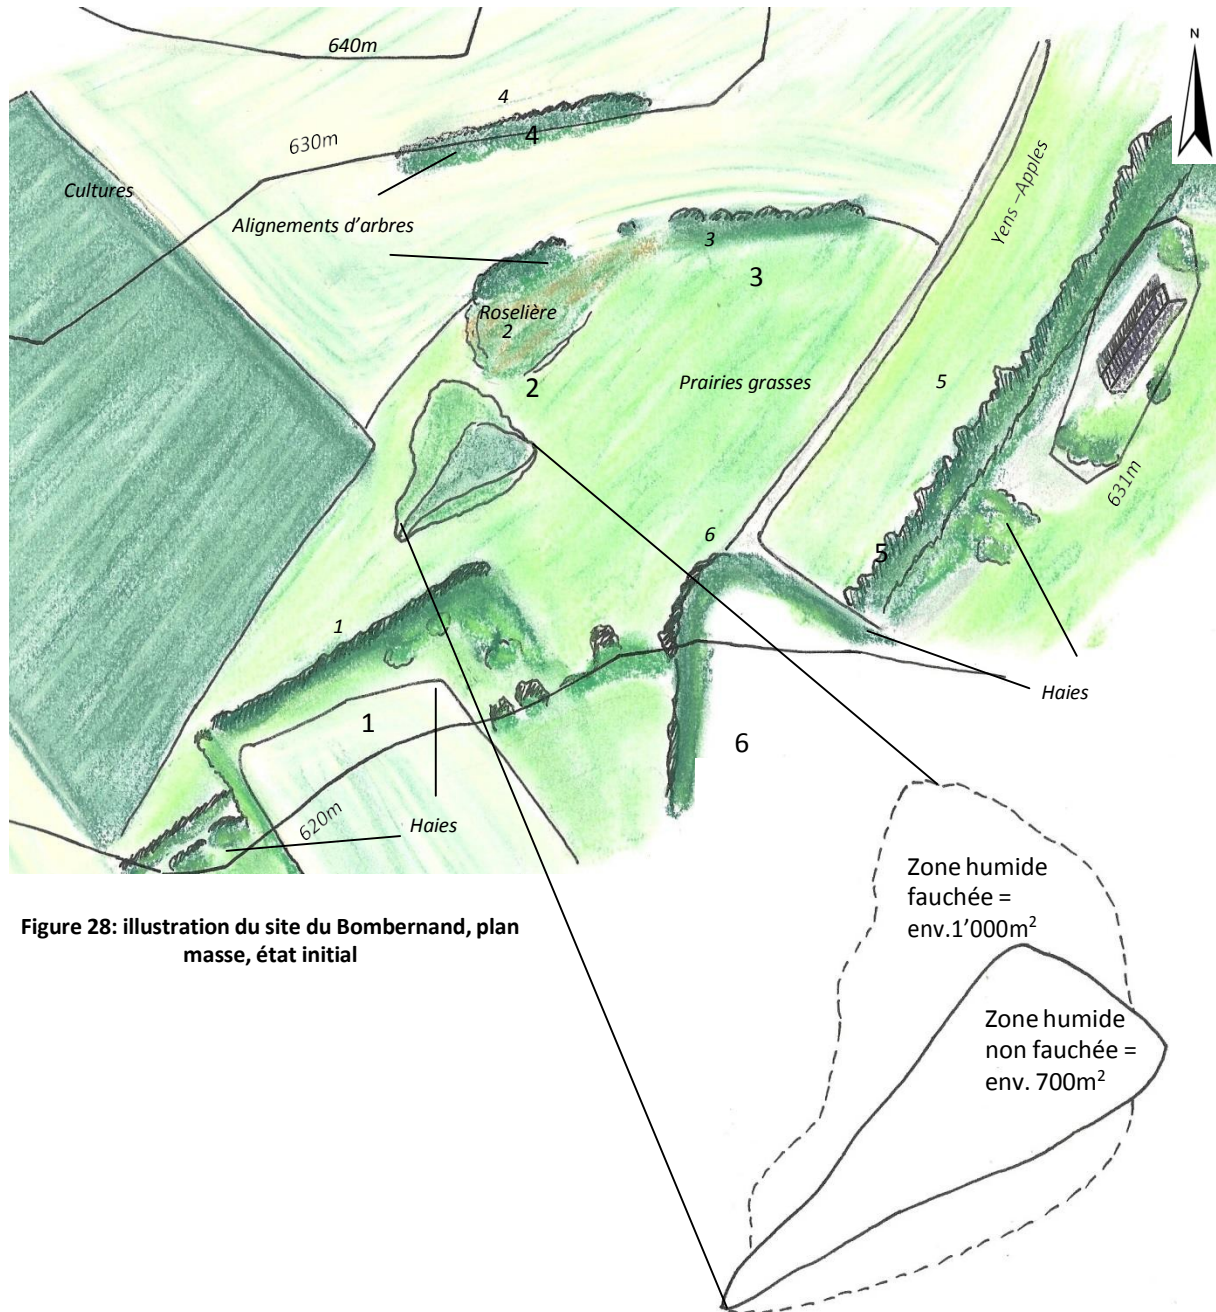 N
640m
4
4
630m
Cultures
Alignements d'arbres
Yens –Apples
3
3
Roselière
2
2
Prairies grasses
5
631m
6
5
1
Haies
1
6
620m
Haies
Zone humide
fauchée =
env.1'000m²
Figure 28: illustration du site du Bombernand, plan
masse, état initial
Zone humide
non fauchée =
env. 700m²